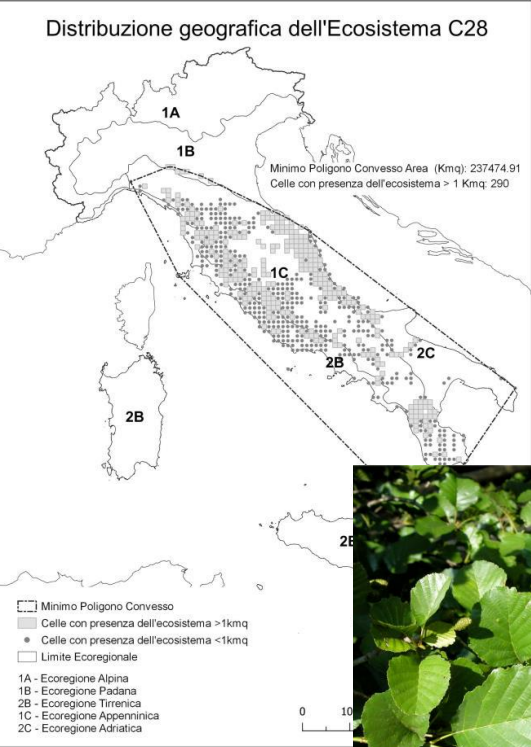 Distribuzione geografica dell'Ecosistema C28
1A
1B
Minimo Poligono Convesso Area (Kmq): 237474.91
Celle con presenza dell'ecosistema > 1 Kmq: 290
1C
2C
2B
2B
2B
Minimo Poligono Convesso
Celle con presenza dell'ecosistema >1kmq
Celle con presenza dell'ecosistema <1kmq
Limite Ecoregionale
1A - Ecoregione Alpina
1B - Ecoregione Padana
2B - Ecoregione Tirrenica
1C - Ecoregione Appenninica
2C - Ecoregione Adriatica
0